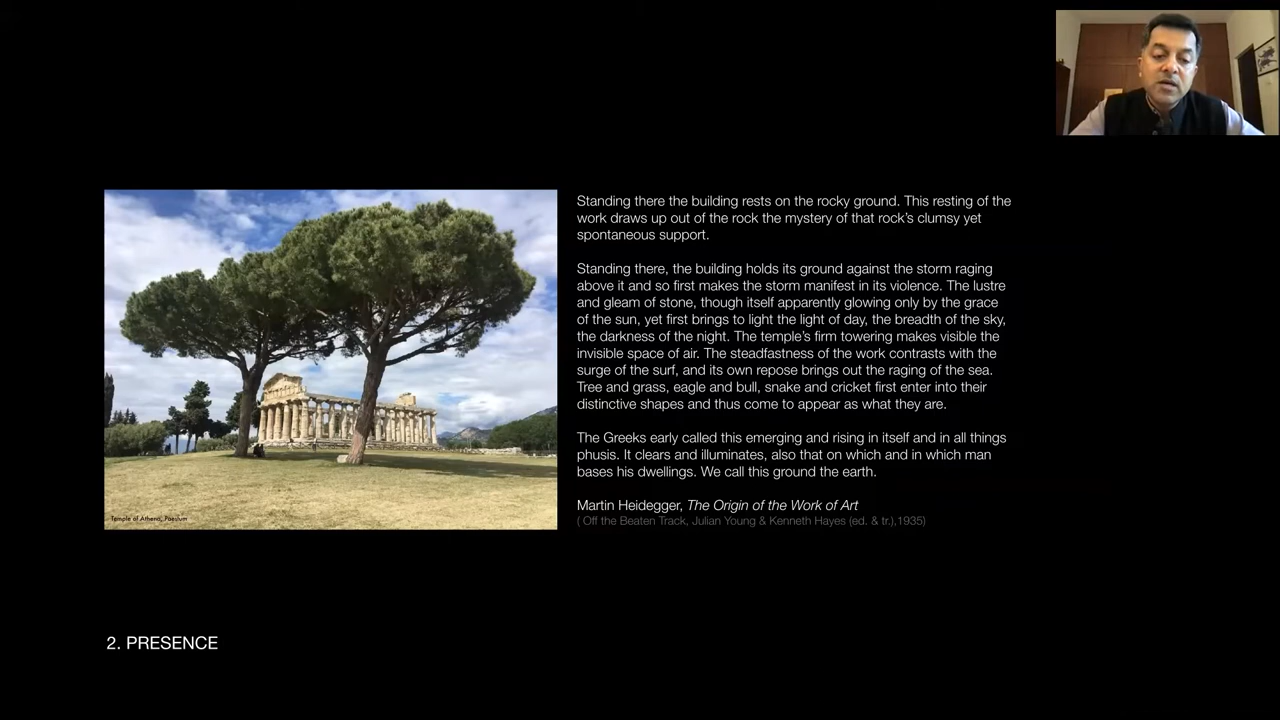 Standing there the building rests on the rocky ground. This resting of the
work draws up out of the rock the mystery of that rock's clumsy yet
spontaneous support.
Standing there, the building holds its ground against the storm raging
above it and so first makes the storm manifest in its violence. The lustre
and gleam of stone, though itself apparently glowing only by the grace
of the sun, yet first brings to light the light of day, the breadth of the sky,
the darkness of the night. The temple's firm towering makes visible the
invisible space of air. The steadfastness of the work contrasts with the
surge of the surf, and its own repose brings out the raging of the sea.
Tree and grass, eagle and bull, snake and cricket first enter into their
distinctive shapes and thus come to appear as what they are.
The Greeks early called this emerging and rising in itself and in all things
phusis. It clears and illuminates, also that on which and in which man
bases his dwellings. We call this ground the earth.
Martin Heidegger, The Origin of the Work of Art
( Off the Beaten Track, Julian Young & Kenneth Hayes (ed. & tr.),1935)
Temple of Athena, Paestum
2. PRESENCE